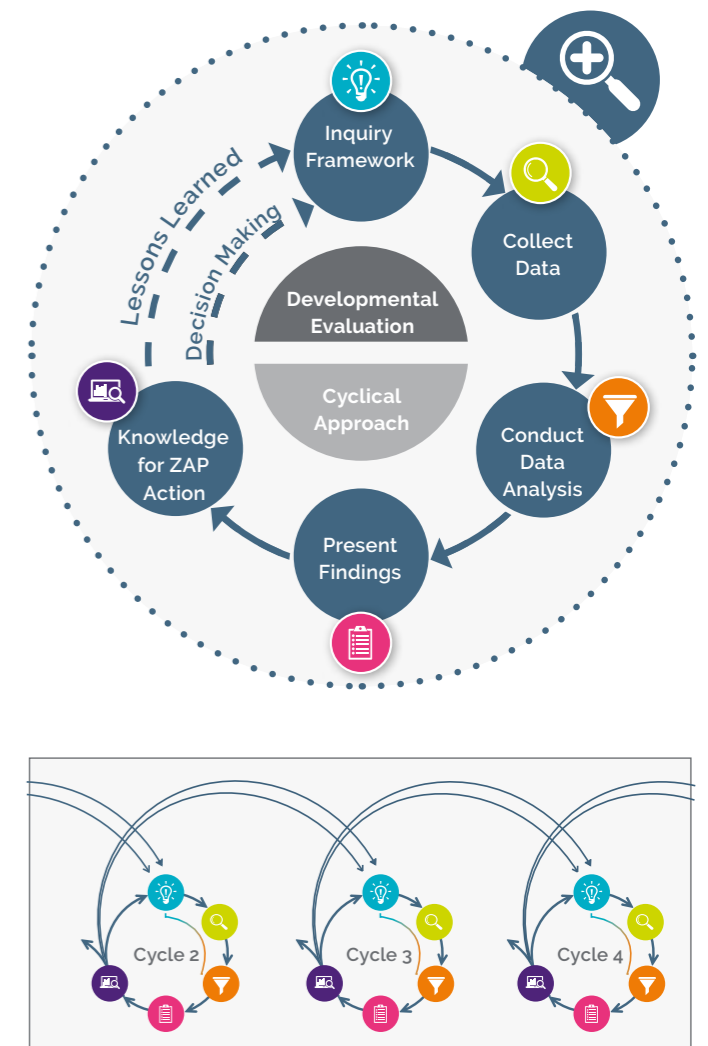 Inquiry
Framework
Collect
Data
Lessons Learned
Decision Making
Developmental
Evaluation
Cyclical
Approach
Knowledge
for ZAP
Action
Conduct
Data
Analysis
Present
Findings
Cycle 2
Cycle 3
Cycle 4